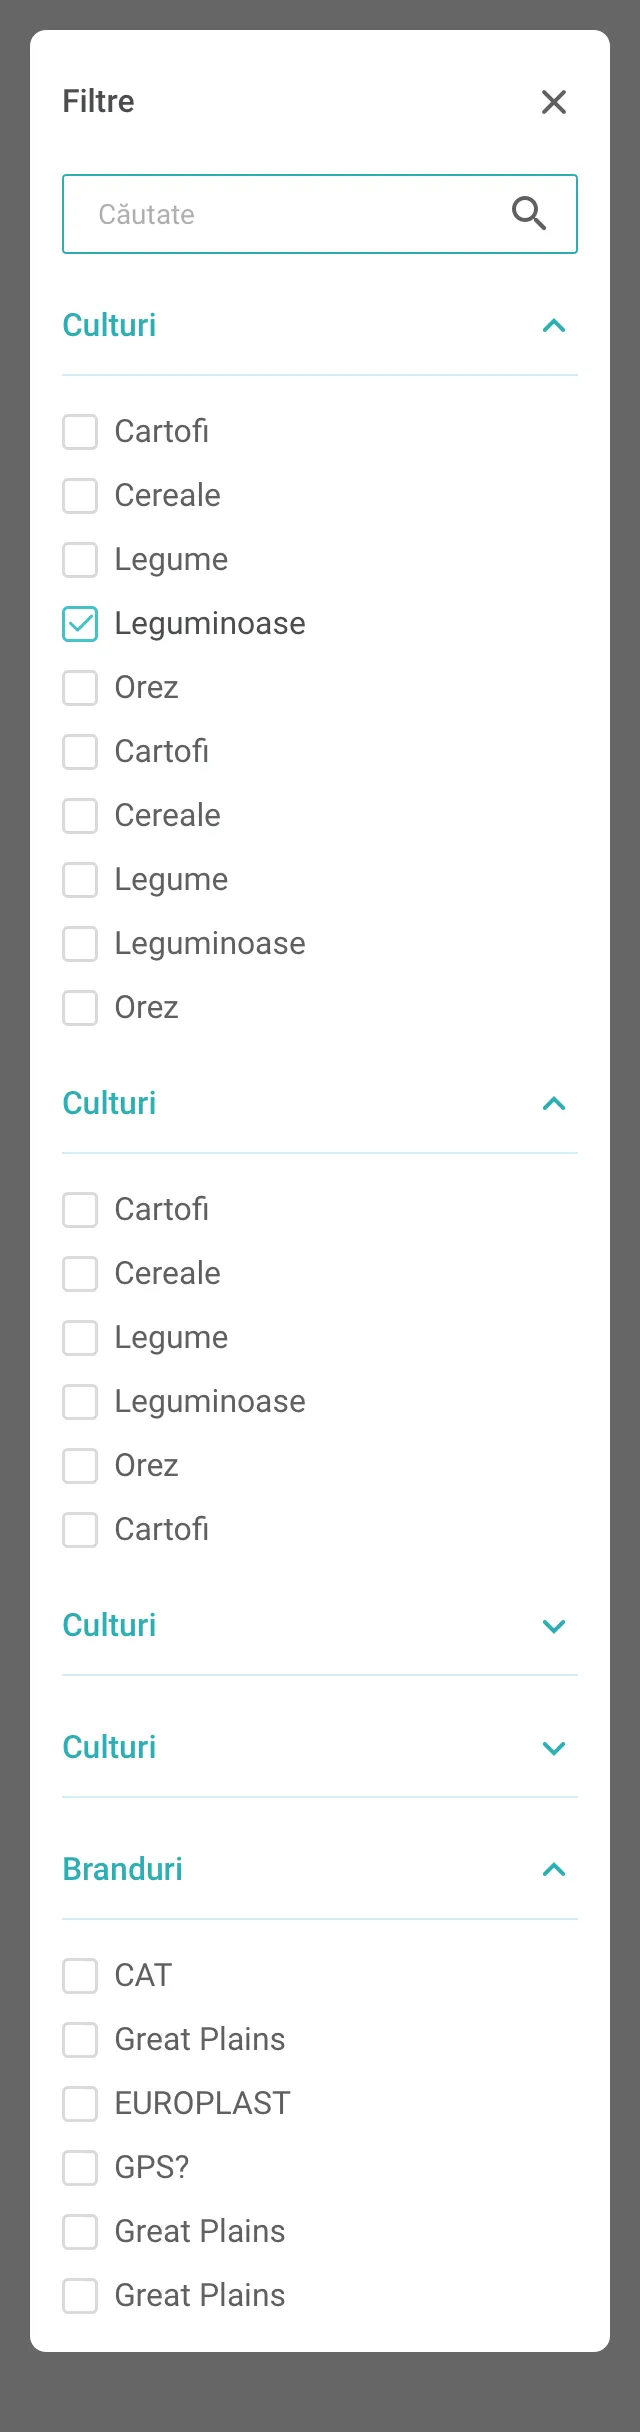 Filtre
Căutate
Culturi
Cartofi
Cereale
Legume
Leguminoase
Orez
Cartofi
Cereale
Legume
Leguminoase
Orez
Culturi
Cartofi
Cereale
Legume
Leguminoase
Orez
Cartofi
Culturi
Culturi
Branduri
CAT
Great Plains
EUROPLAST
GPS?
Great Plains
Great Plains